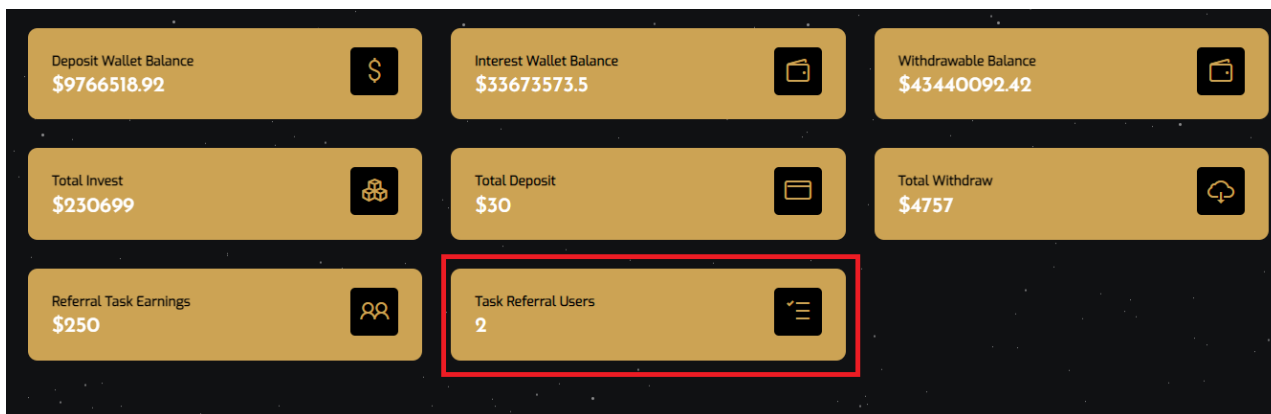 Deposit Wallet Balance
$9766518.92
Interest Wallet Balance
$33673573.5
Withdrawable Balance
$43440092.42
Total Invest
$230699
Total Deposit
$30
Total Withdraw
$4757
Referral Task Earnings
$250
Task Referral Users
2